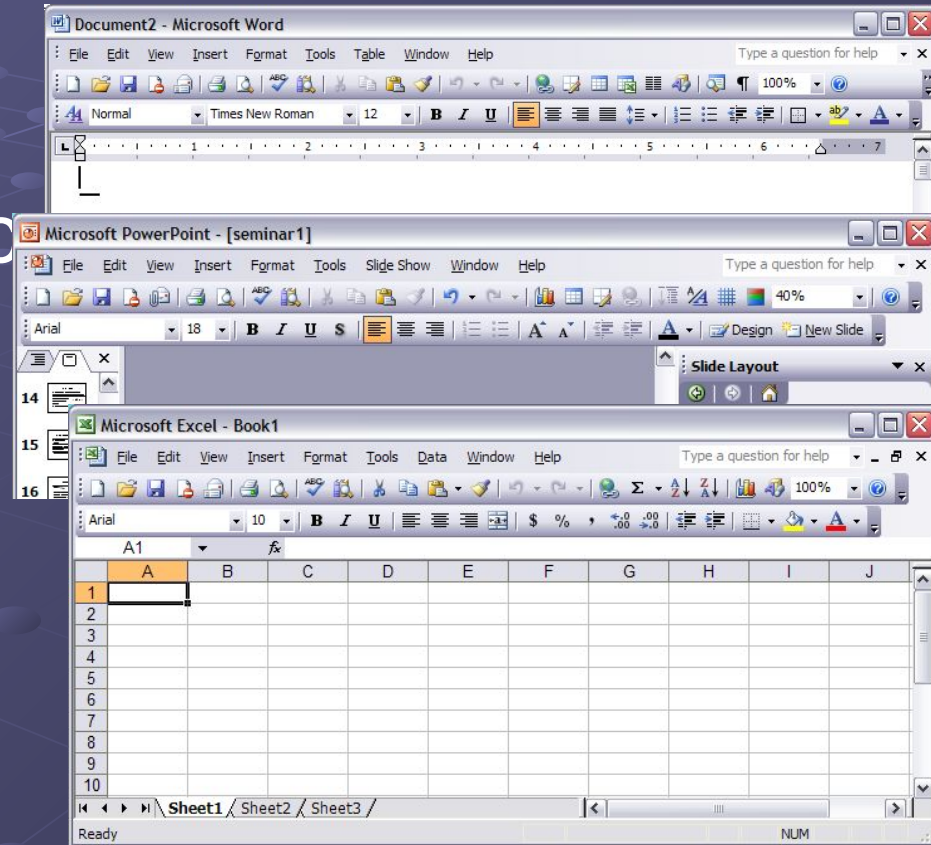 Document2 - Microsoft Word
File Edit View Insert Format Tools Table Window Help Type a question for help
100%
Normal Times New Roman 12 B I U
1 2 3 4 5 6 7
Microsoft PowerPoint - [seminar1]
File Edit View Insert Format Tools Slide Show Window Help Type a question for help
40%
Arial 18 B I U S Design New Slide
Slide Layout
14
15
16
Microsoft Excel - Book1
File Edit View Insert Format Tools Data Window Help Type a question for help
100%
Arial 10 B I U $ % ,
A1 fx
A B C D E F G H I J
1
2
3
4
5
6
7
8
9
10
Sheet1 Sheet2 Sheet3
Ready NUM